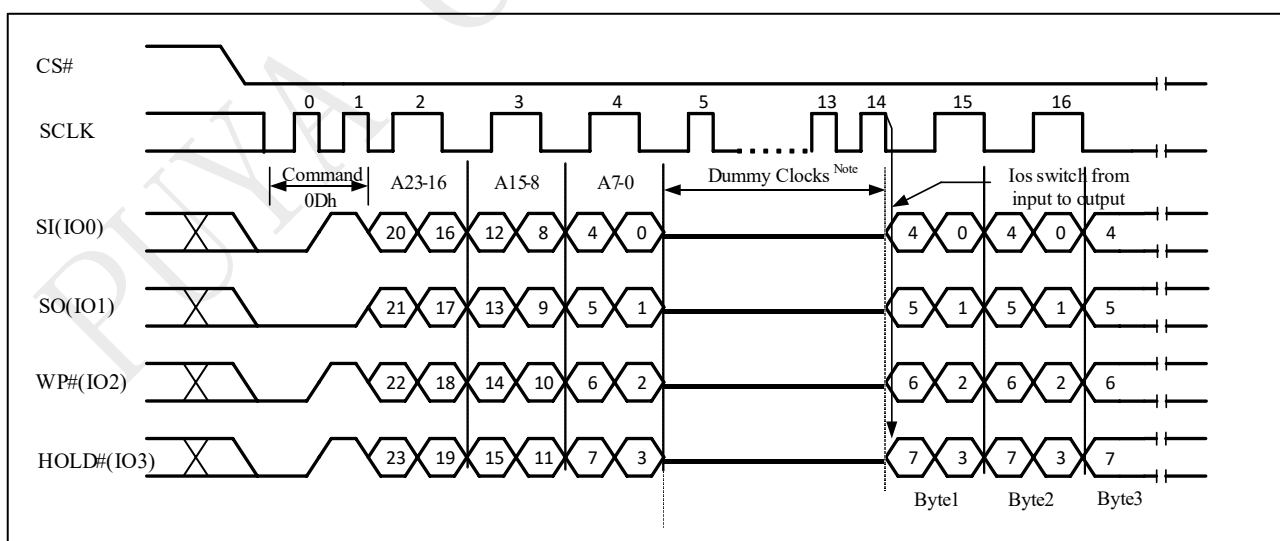 PUYA
CS#
0 1 2 3 4 5 13 14 15 16
SCLK
Command
0Dh
A23-16 A15-8 A7-0
Dummy Clocks Note
Ios switch from
input to output
SI(IO0) 20 16 12 8 4 0 4 0 4 0 4
SO(IO1) 21 17 13 9 5 1 5 1 5 1 5
WP#(IO2) 22 18 14 10 6 2 6 2 6 2 6
HOLD#(IO3) 23 19 15 11 7 3 7 3 7 3 7
Byte1 Byte2 Byte3